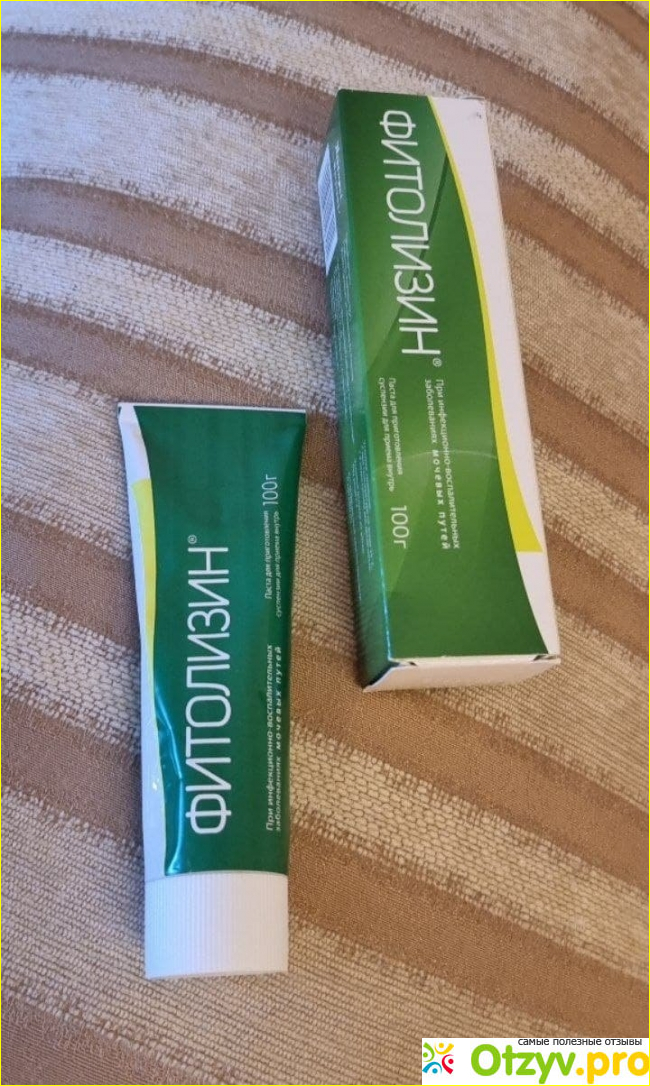 ФИТОЛИЗИН®
При инфекционно-воспалительных
заболеваниях мочевых путей
Паста для приготовления
суспензии для приема внутрь
100г
ФИТОЛИЗИН®
При инфекционно-воспалительных
заболеваниях мочевых путей
Паста для приготовления
суспензии для приема внутрь
100г
самые полезные отзывы
Otzyv.pro